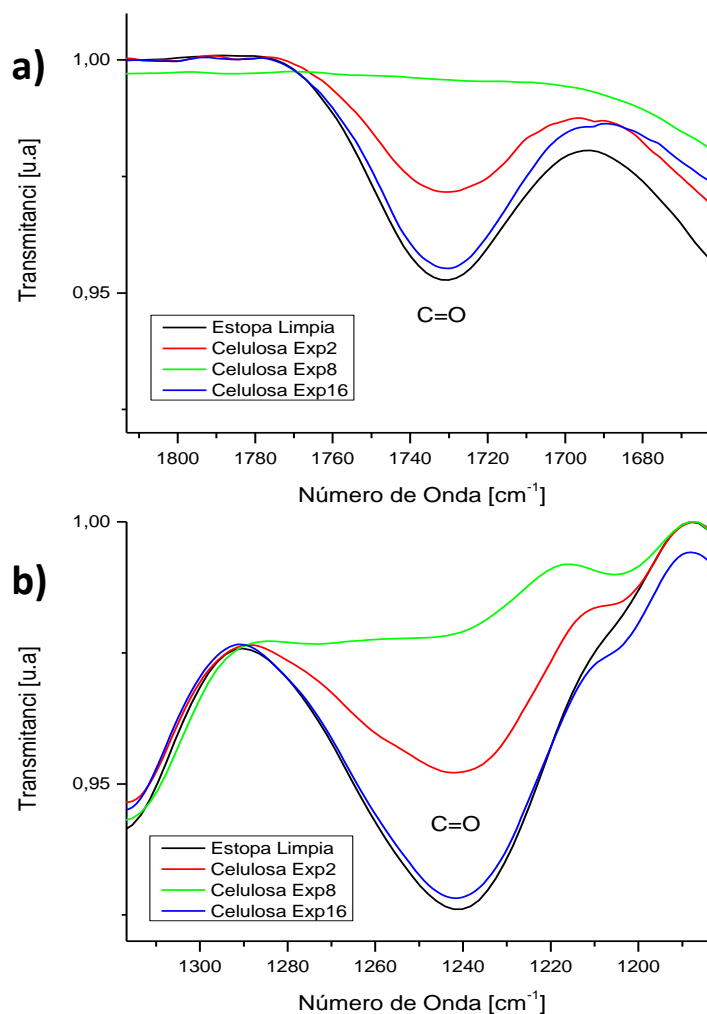 a)
1,00
0,95
Transmitanci [u.a]
C=O
Estopa Limpia
Celulosa Exp2
Celulosa Exp8
Celulosa Exp16
1800 1780 1760 1740 1720 1700 1680
Número de Onda [cm⁻¹]
b)
1,00
0,95
Transmitanci [u.a]
C=O
Estopa Limpia
Celulosa Exp2
Celulosa Exp8
Celulosa Exp16
1300 1280 1260 1240 1220 1200
Número de Onda [cm⁻¹]